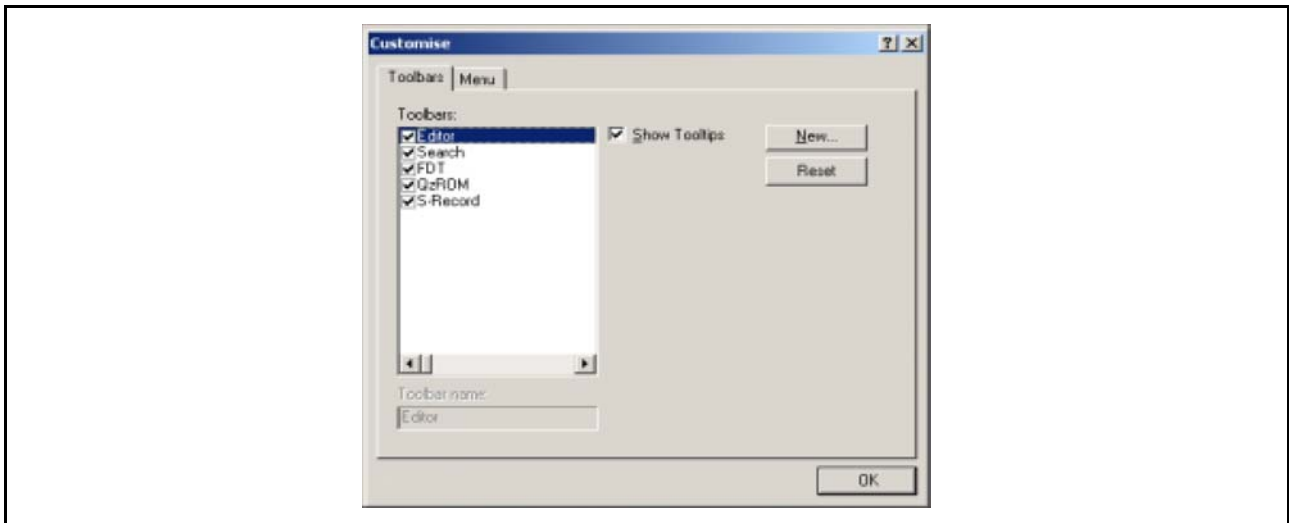 Customise
Toolbars Menu
Toolbars:
Editor
Search
FDT
QzROM
S-Record
Show Tooltips
New...
Reset
Toolbar name:
Editor
OK